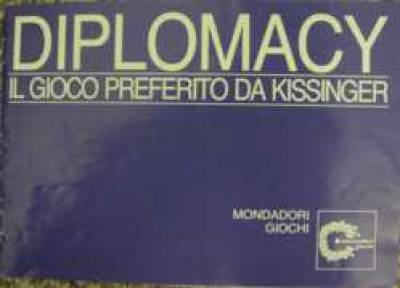 DIPLOMACY
IL GIOCO PREFERITO DA KISSINGER
MONDADORI
GIOCHI